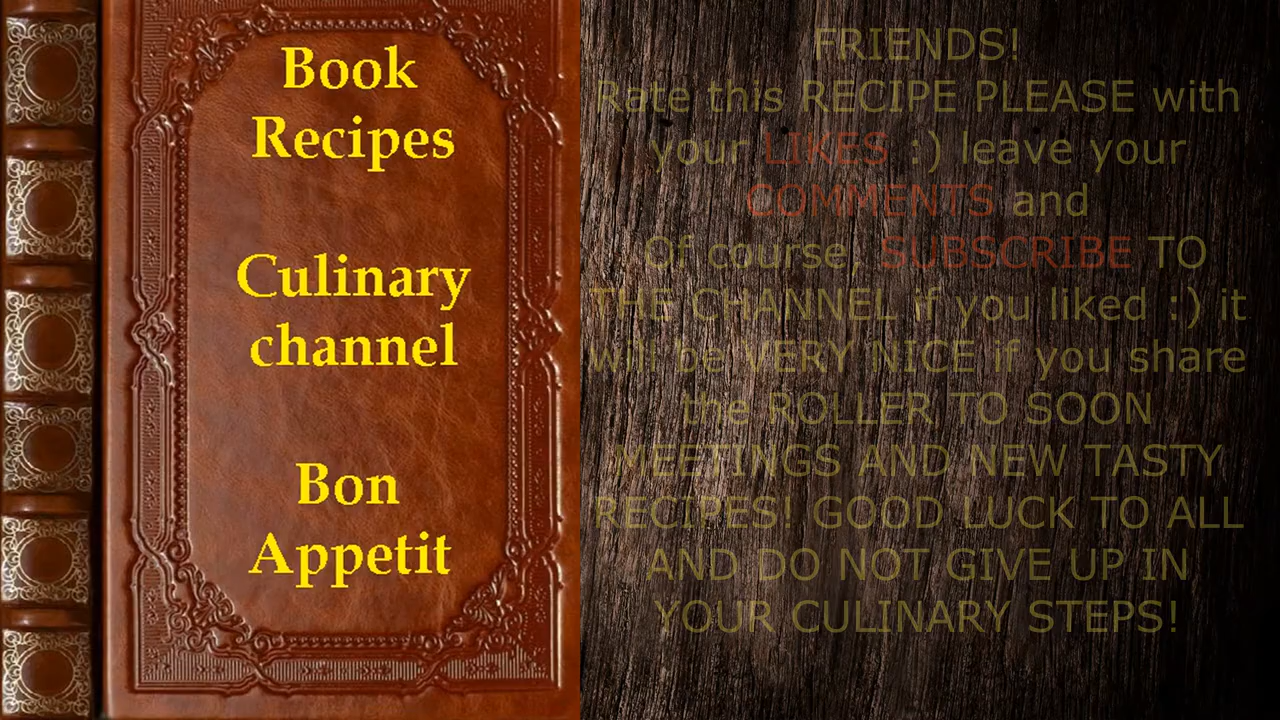 Book
Recipes
Culinary
channel
Bon
Appetit
FRIENDS!
Rate this RECIPE PLEASE with
your LIKES :) leave your
COMMENTS and
Of course, SUBSCRIBE TO
THE CHANNEL if you liked :) it
will be VERY NICE if you share
the ROLLER TO SOON
MEETINGS AND NEW TASTY
RECIPES! GOOD LUCK TO ALL
AND DO NOT GIVE UP IN
YOUR CULINARY STEPS!